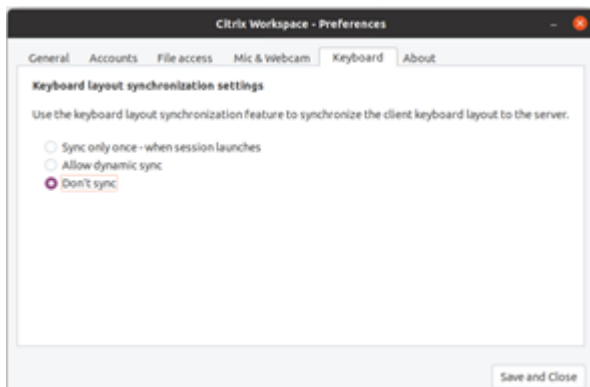 Citrix Workspace - Preferences
General Accounts File access Mic & Webcam Keyboard About
Keyboard layout synchronization settings
Use the keyboard layout synchronization feature to synchronize the client keyboard layout to the server.
Sync only once - when session launches
Allow dynamic sync
Don't sync
Save and Close